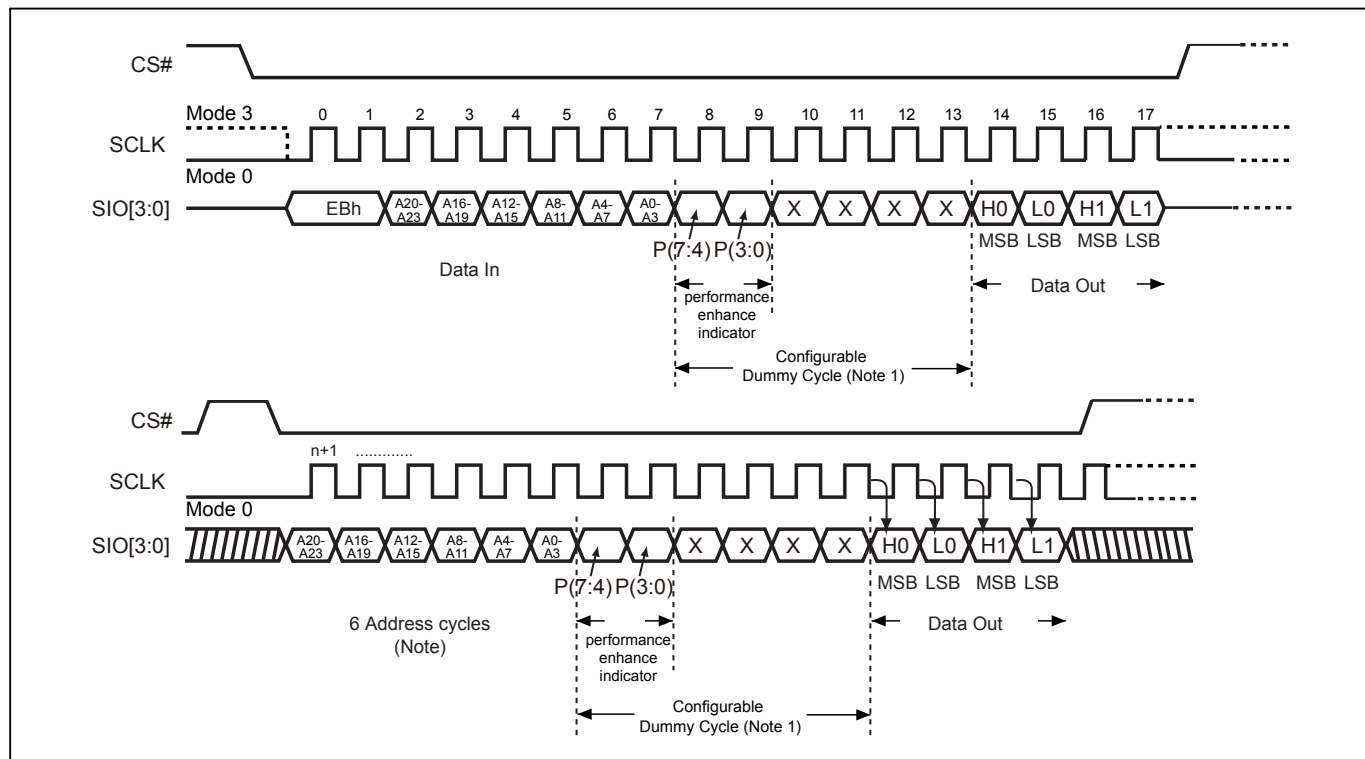 CS#
Mode 3
0 1 2 3 4 5 6 7 8 9 10 11 12 13 14 15 16 17
SCLK
Mode 0
SIO[3:0]
EBh
A20-A23
A16-A19
A12-A15
A8-A11
A4-A7
A0-A3
X X X X H0 L0 H1 L1
P(7:4) P(3:0)
MSB LSB MSB LSB
Data In
performance
enhance
indicator
Data Out
Configurable
Dummy Cycle (Note 1)
CS#
n+1 .............
SCLK
Mode 0
SIO[3:0]
A20-A23
A16-A19
A12-A15
A8-A11
A4-A7
A0-A3
X X X X H0 L0 H1 L1
P(7:4) P(3:0)
MSB LSB MSB LSB
6 Address cycles
(Note)
performance
enhance
indicator
Data Out
Configurable
Dummy Cycle (Note 1)